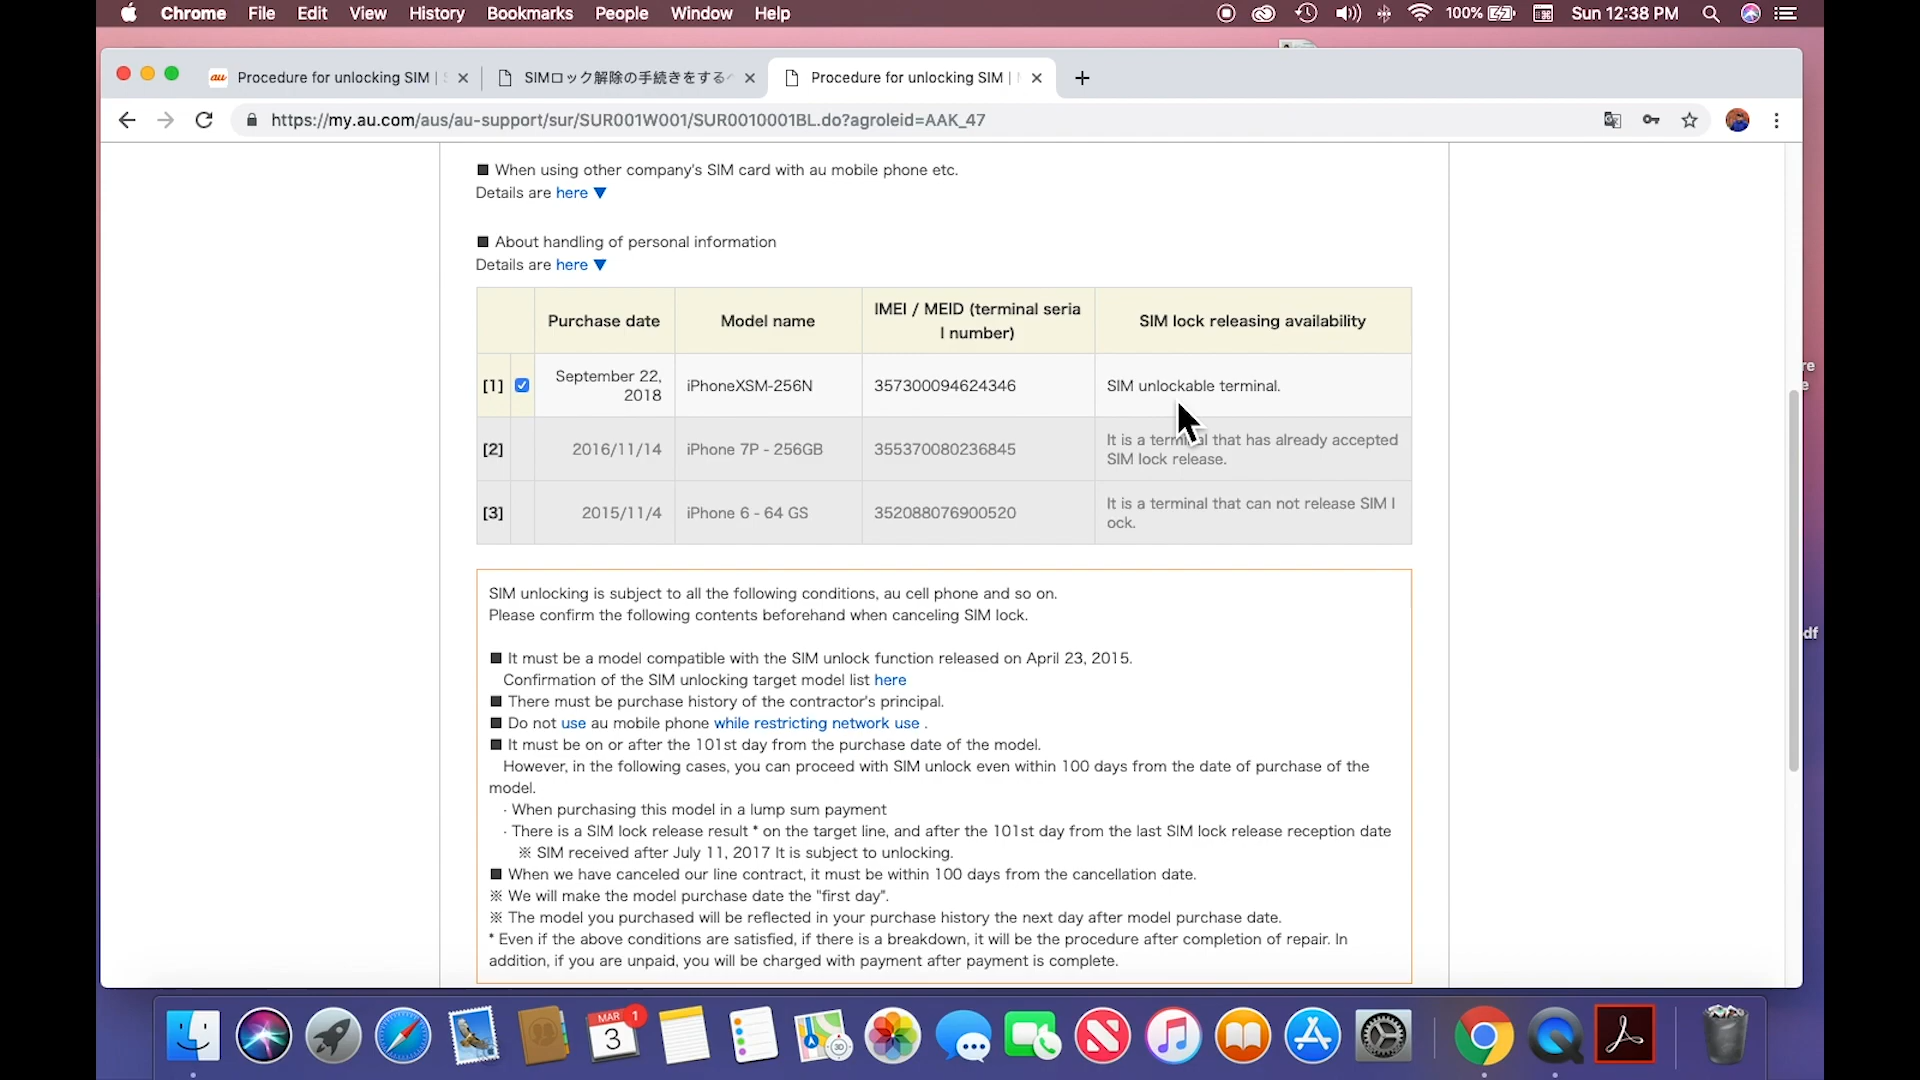 Chrome File Edit View History Bookmarks People Window Help 100% Sun 12:38 PM
au Procedure for unlocking SIM | SIMロック解除の手続きをする Procedure for unlocking SIM |
https://my.au.com/aus/au-support/sur/SUR001W001/SUR0010001BL.do?agroleid=AAK_47
■ When using other company's SIM card with au mobile phone etc.
Details are here ▼
■ About handling of personal information
Details are here ▼
Purchase date Model name IMEI / MEID (terminal seria
l number) SIM lock releasing availability
[1] September 22,
2018 iPhoneXSM-256N 357300094624346 SIM unlockable terminal.
[2] 2016/11/14 iPhone 7P - 256GB 355370080236845 It is a terminal that has already accepted
SIM lock release.
[3] 2015/11/4 iPhone 6 - 64 GS 352088076900520 It is a terminal that can not release SIM l
ock.
SIM unlocking is subject to all the following conditions, au cell phone and so on.
Please confirm the following contents beforehand when canceling SIM lock.
■ It must be a model compatible with the SIM unlock function released on April 23, 2015.
Confirmation of the SIM unlocking target model list here
■ There must be purchase history of the contractor's principal.
■ Do not use au mobile phone while restricting network use .
■ It must be on or after the 101st day from the purchase date of the model.
However, in the following cases, you can proceed with SIM unlock even within 100 days from the date of purchase of the
model.
· When purchasing this model in a lump sum payment
· There is a SIM lock release result * on the target line, and after the 101st day from the last SIM lock release reception date
※ SIM received after July 11, 2017 It is subject to unlocking.
■ When we have canceled our line contract, it must be within 100 days from the cancellation date.
※ We will make the model purchase date the "first day".
※ The model you purchased will be reflected in your purchase history the next day after model purchase date.
* Even if the above conditions are satisfied, if there is a breakdown, it will be the procedure after completion of repair. In
addition, if you are unpaid, you will be charged with payment after payment is complete.
re
e
df
MAR 1
3
3D